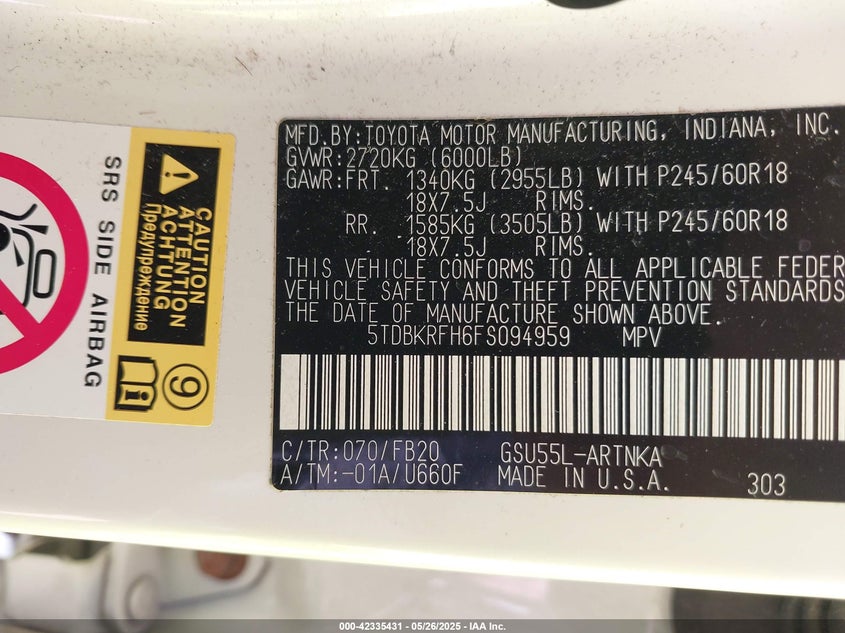 MFD.BY:TOYOTA MOTOR MANUFACTURING, INDIANA, INC.
GVWR:2720KG (6000LB)
GAWR:FRT. 1340KG (2955LB) WITH P245/60R18
18X7.5J RIMS.
RR. 1585KG (3505LB) WITH P245/60R18
18X7.5J RIMS.
THIS VEHICLE CONFORMS TO ALL APPLICABLE FEDER
VEHICLE SAFETY AND THEFT PREVENTION STANDARDS
THE DATE OF MANUFACTURE SHOWN ABOVE.
5TDBKRFH6FS094959 MPV
C/TR:070/FB20 GSU55L-ARTNKA
A/TM:-01A/U660F MADE IN U.S.A. 303
SRS SIDE AIRBAG
CAUTION
ATTENTION
ACHTUNG
Предупреждение
9
000-42335431 - 05/26/2025 - IAA Inc.